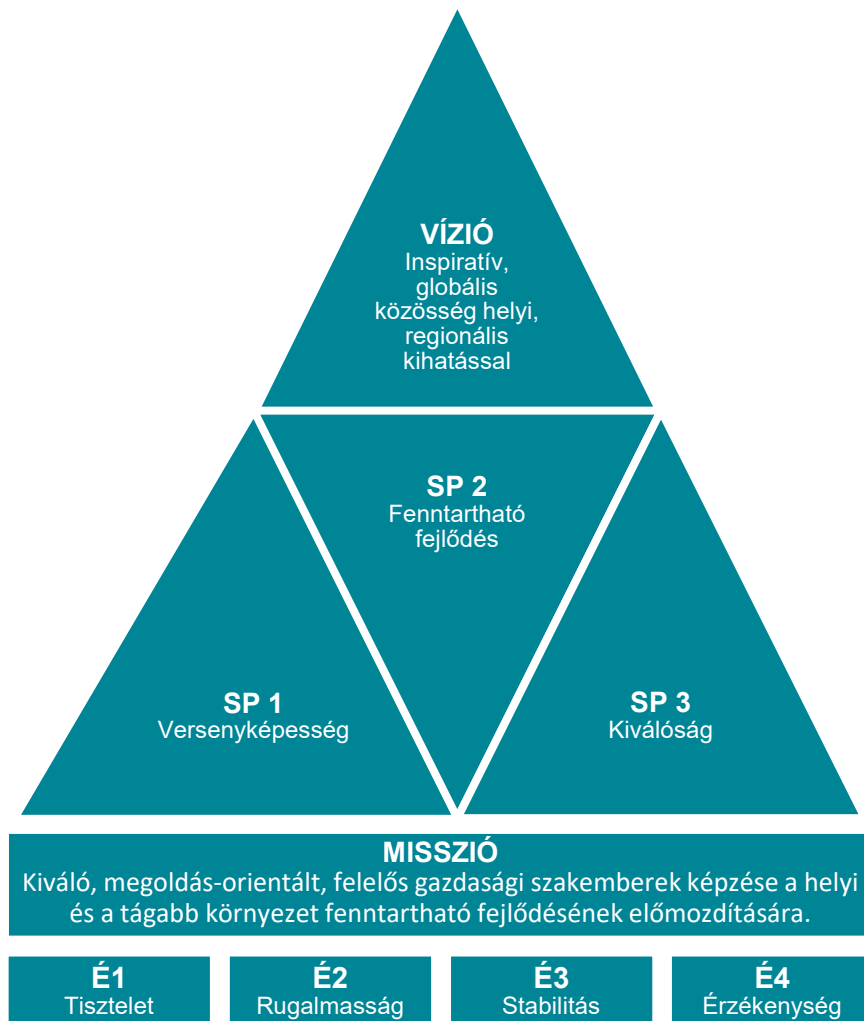 VÍZIÓ
Inspiratív,
globális
közösség helyi,
regionális
kihatással
SP 2
Fenntartható
fejlődés
SP 1
Versenyképesség
SP 3
Kiválóság
MISSZIÓ
Kiváló, megoldás-orientált, felelős gazdasági szakemberek képzése a helyi
és a tágabb környezet fenntartható fejlődésének előmozdítására.
É1
Tisztelet
É2
Rugalmasság
É3
Stabilitás
É4
Érzékenység